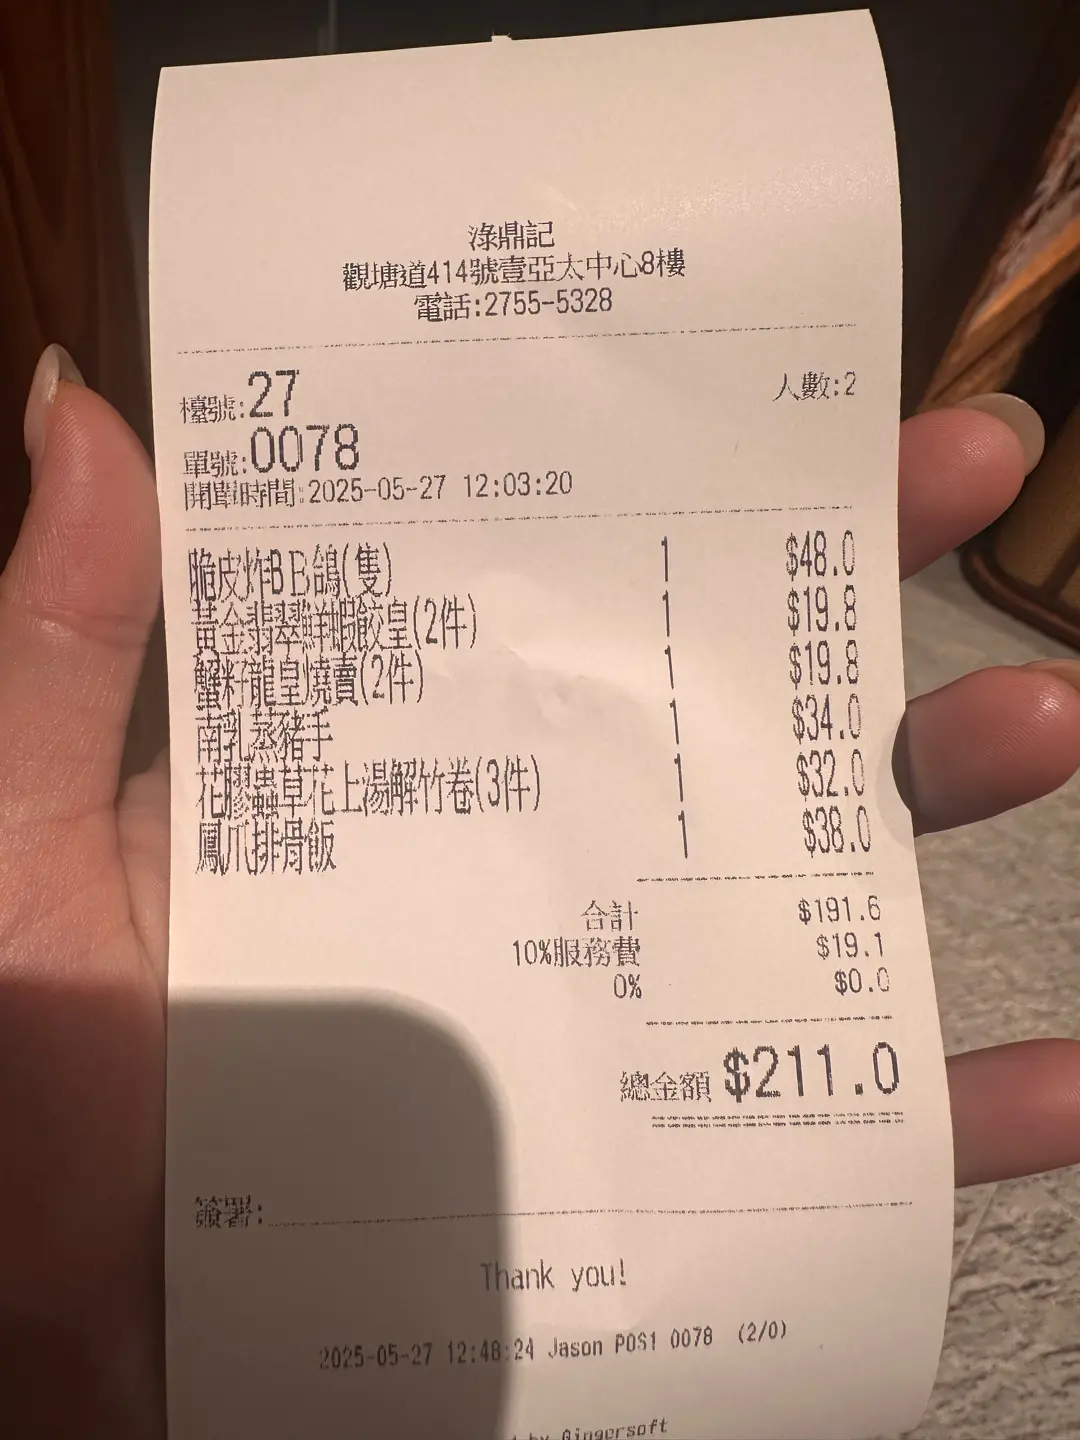 淥鼎記
觀塘道414號壹亞太中心8樓
電話:2755-5328
檯號:27 人數:2
單號:0078
開單時間:2025-05-27 12:03:20
脆皮炸BB鴿(隻) 1 $48.0
黃金翡翠鮮蝦餃皇(2件) 1 $19.8
蟹籽龍皇燒賣(2件) 1 $19.8
南乳蒸豬手 1 $34.0
花膠蟲草花上湯解竹卷(3件) 1 $32.0
鳳爪排骨飯 1 $38.0
合計 $191.6
10%服務費 $19.1
0% $0.0
總金額 $211.0
簽署:
Thank you!
2025-05-27 12:48:24 Jason POS1 0078 (2/0)
by Gingersoft